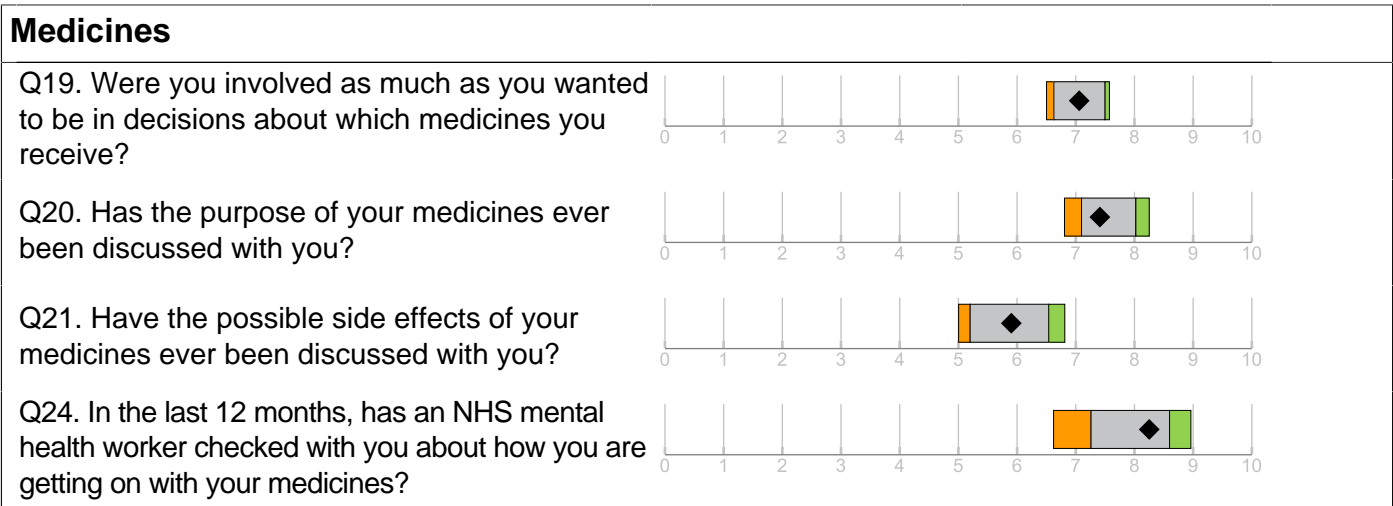 Medicines
Q19. Were you involved as much as you wanted
to be in decisions about which medicines you
receive?
0 1 2 3 4 5 6 7 8 9 10
Q20. Has the purpose of your medicines ever
been discussed with you?
0 1 2 3 4 5 6 7 8 9 10
Q21. Have the possible side effects of your
medicines ever been discussed with you?
0 1 2 3 4 5 6 7 8 9 10
Q24. In the last 12 months, has an NHS mental
health worker checked with you about how you are
getting on with your medicines?
0 1 2 3 4 5 6 7 8 9 10